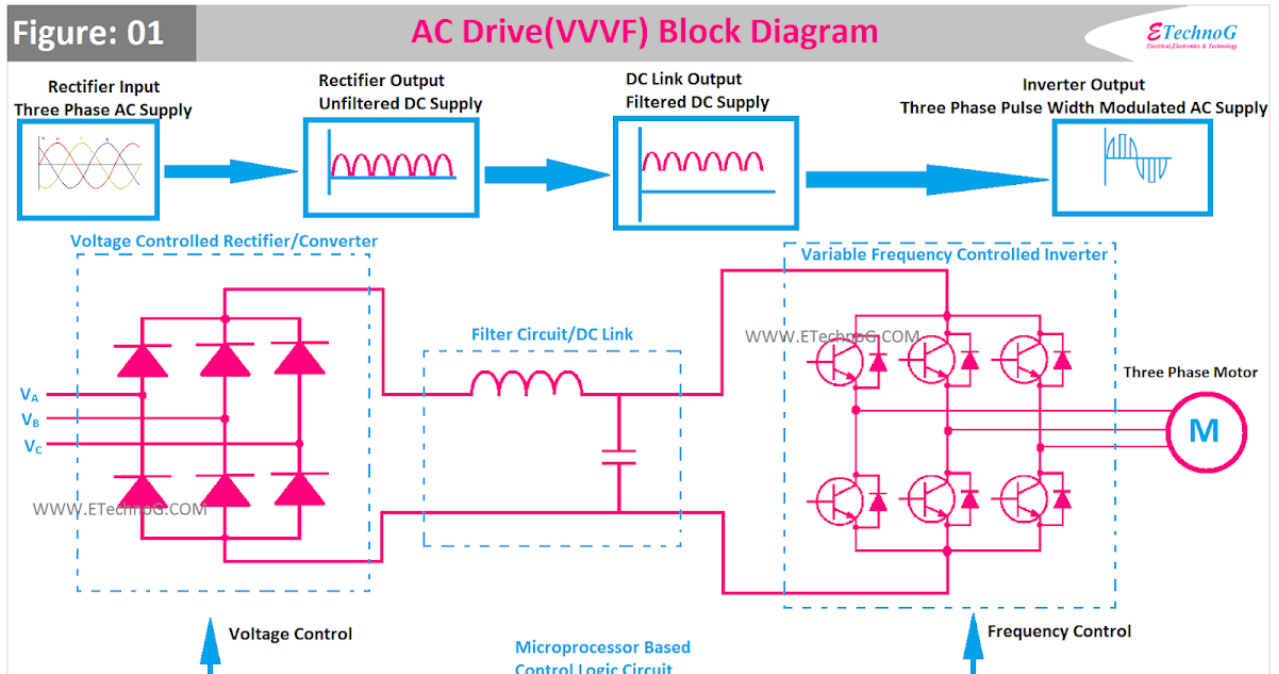 Figure: 01
AC Drive(VVVF) Block Diagram
ETechnoG
Electrical,Electronics & Technology
Rectifier Input
Three Phase AC Supply
Rectifier Output
Unfiltered DC Supply
DC Link Output
Filtered DC Supply
Inverter Output
Three Phase Pulse Width Modulated AC Supply
Voltage Controlled Rectifier/Converter
Variable Frequency Controlled Inverter
Filter Circuit/DC Link
WWW.ETechnoG.COM
Three Phase Motor
VA
VB
VC
M
WWW.ETechnoG.COM
Voltage Control
Frequency Control
Microprocessor Based
Control Logic Circuit